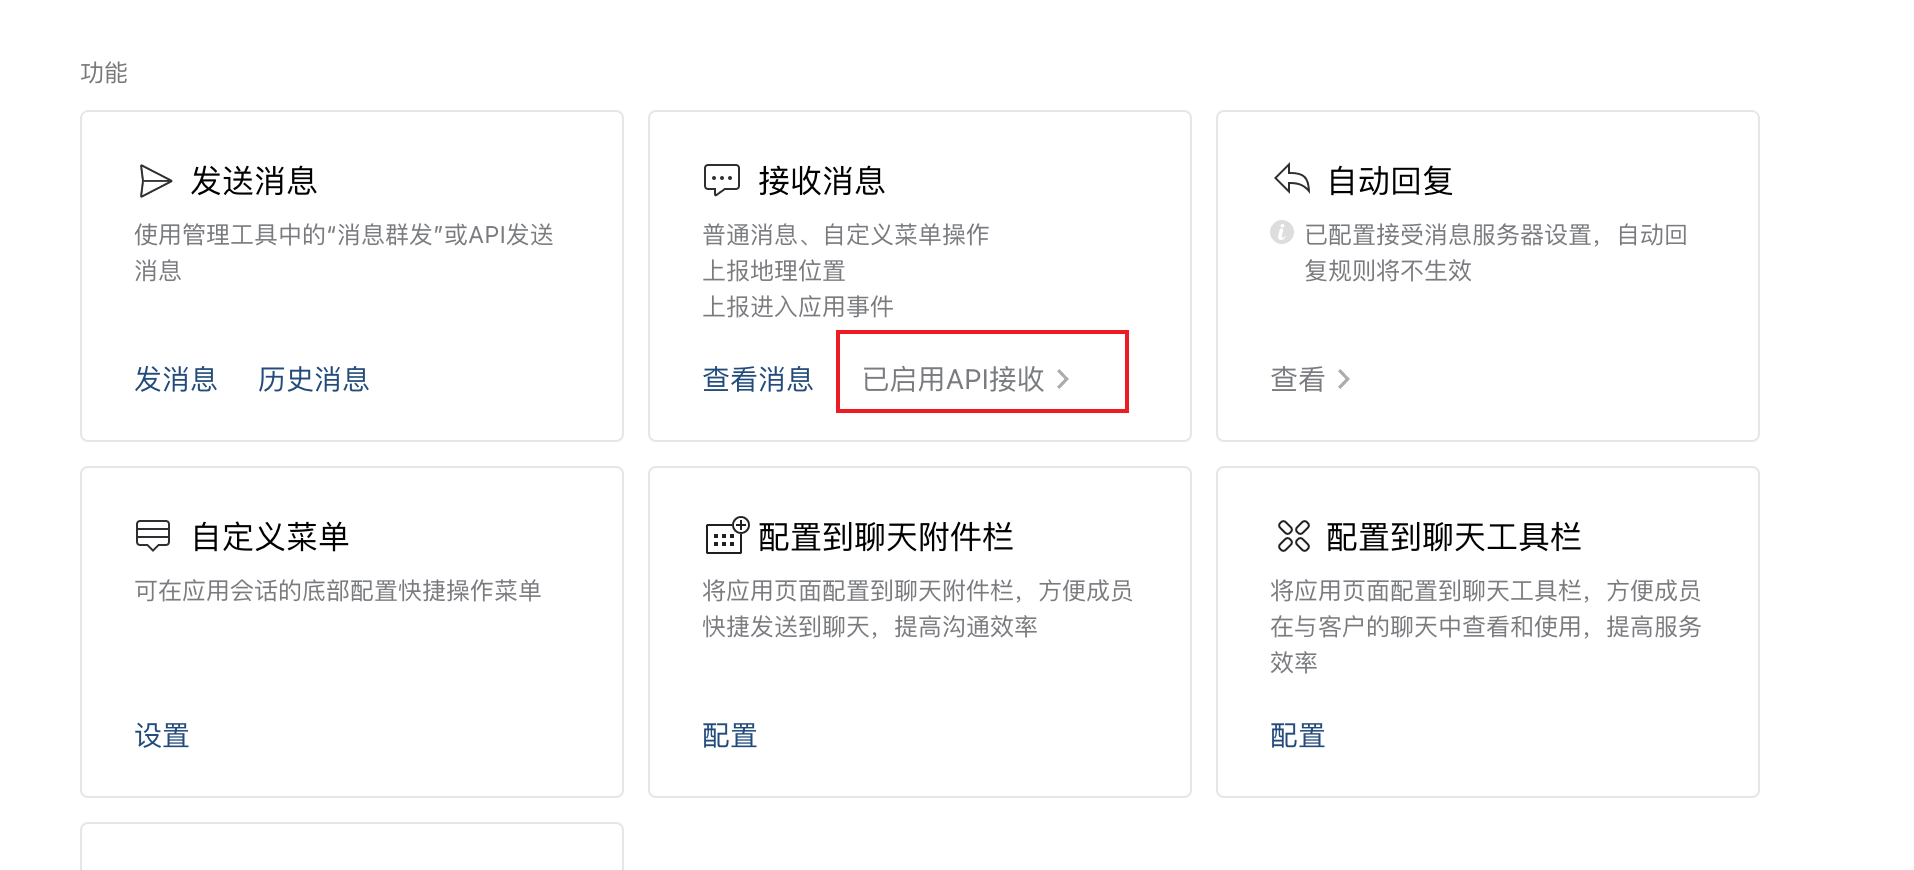 功能
发送消息
使用管理工具中的“消息群发”或API发送
消息
发消息 历史消息
接收消息
普通消息、自定义菜单操作
上报地理位置
上报进入应用事件
查看消息 已启用API接收 >
自动回复
已配置接受消息服务器设置，自动回
复规则将不生效
查看 >
自定义菜单
可在应用会话的底部配置快捷操作菜单
设置
配置到聊天附件栏
将应用页面配置到聊天附件栏，方便成员
快捷发送到聊天，提高沟通效率
配置
配置到聊天工具栏
将应用页面配置到聊天工具栏，方便成员
在与客户的聊天中查看和使用，提高服务
效率
配置